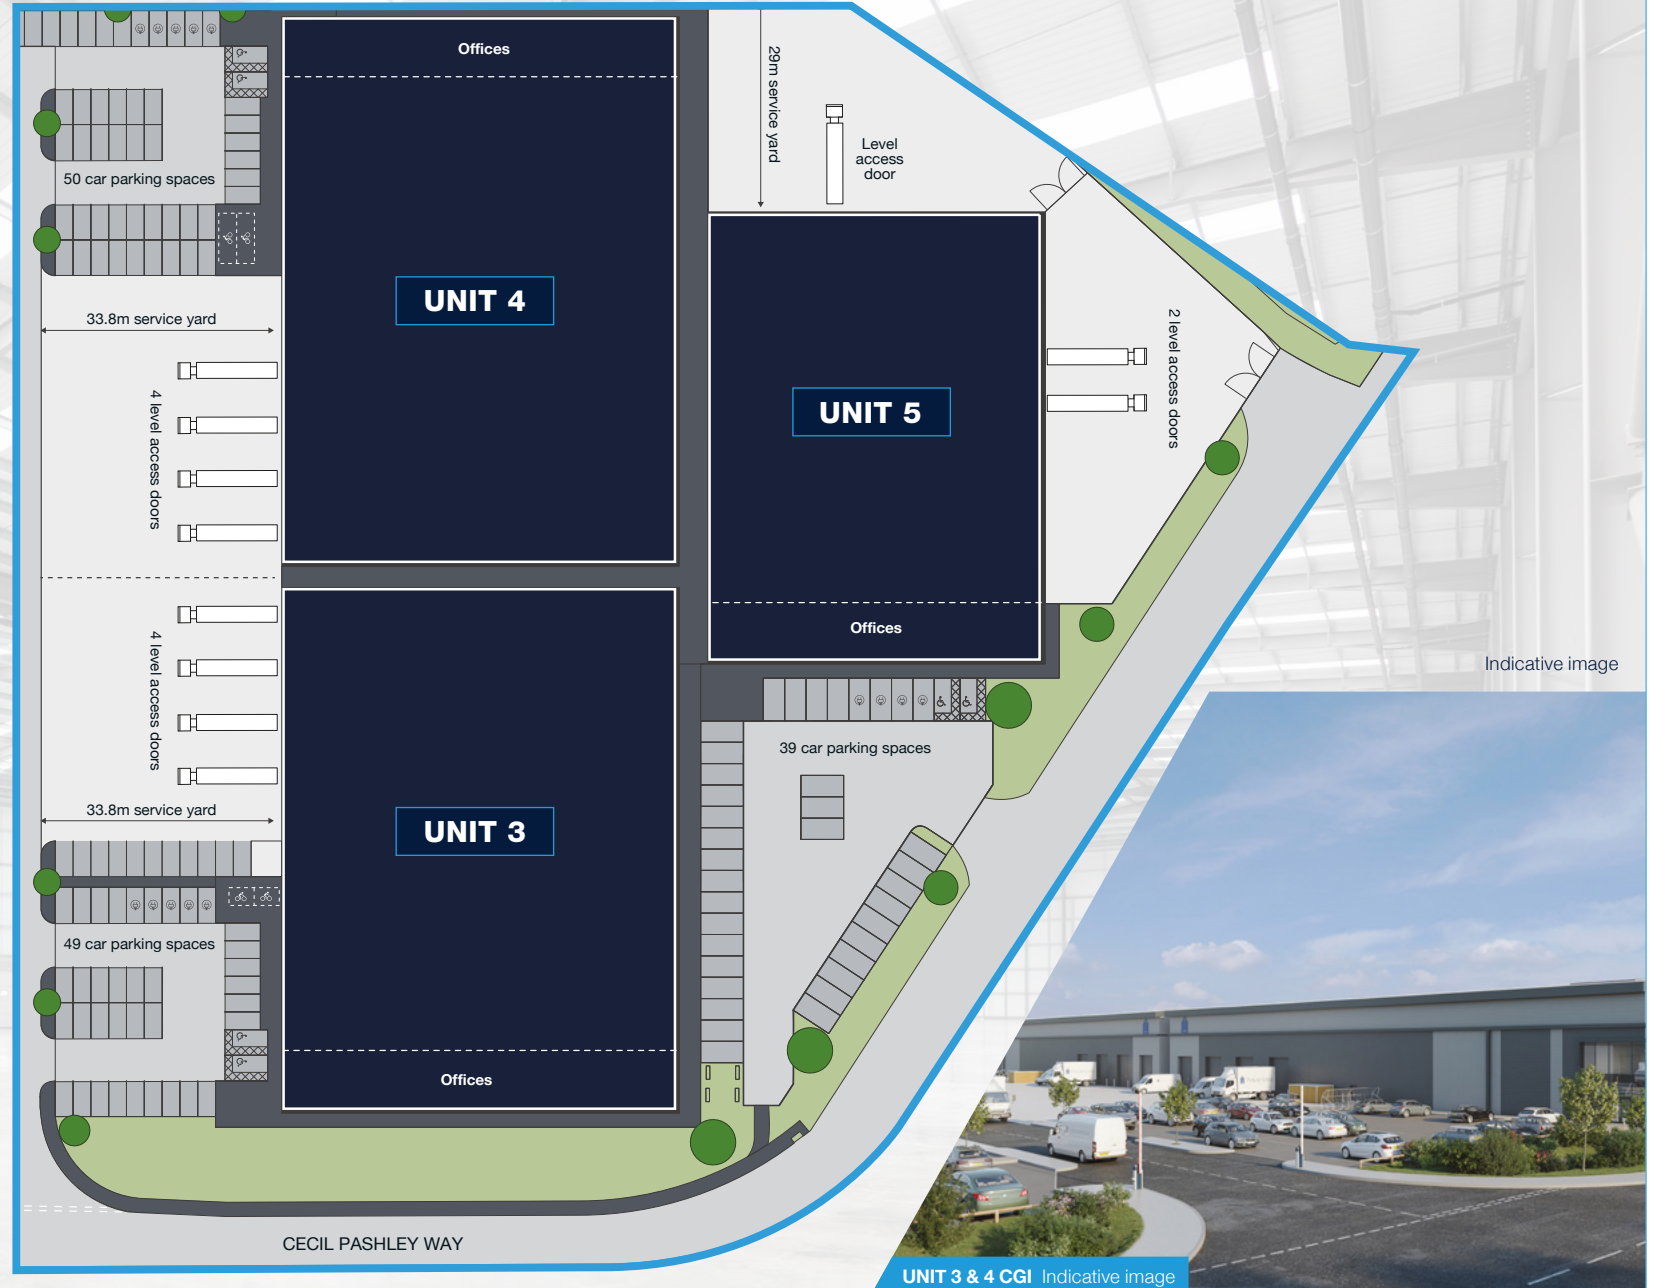 Offices
29m service yard
Level
access
door
50 car parking spaces
UNIT 4
33.8m service yard
4 level access doors
2 level access doors
UNIT 5
Offices
4 level access doors
Indicative image
39 car parking spaces
33.8m service yard
UNIT 3
49 car parking spaces
Offices
CECIL PASHLEY WAY
UNIT 3 & 4 CGI Indicative image